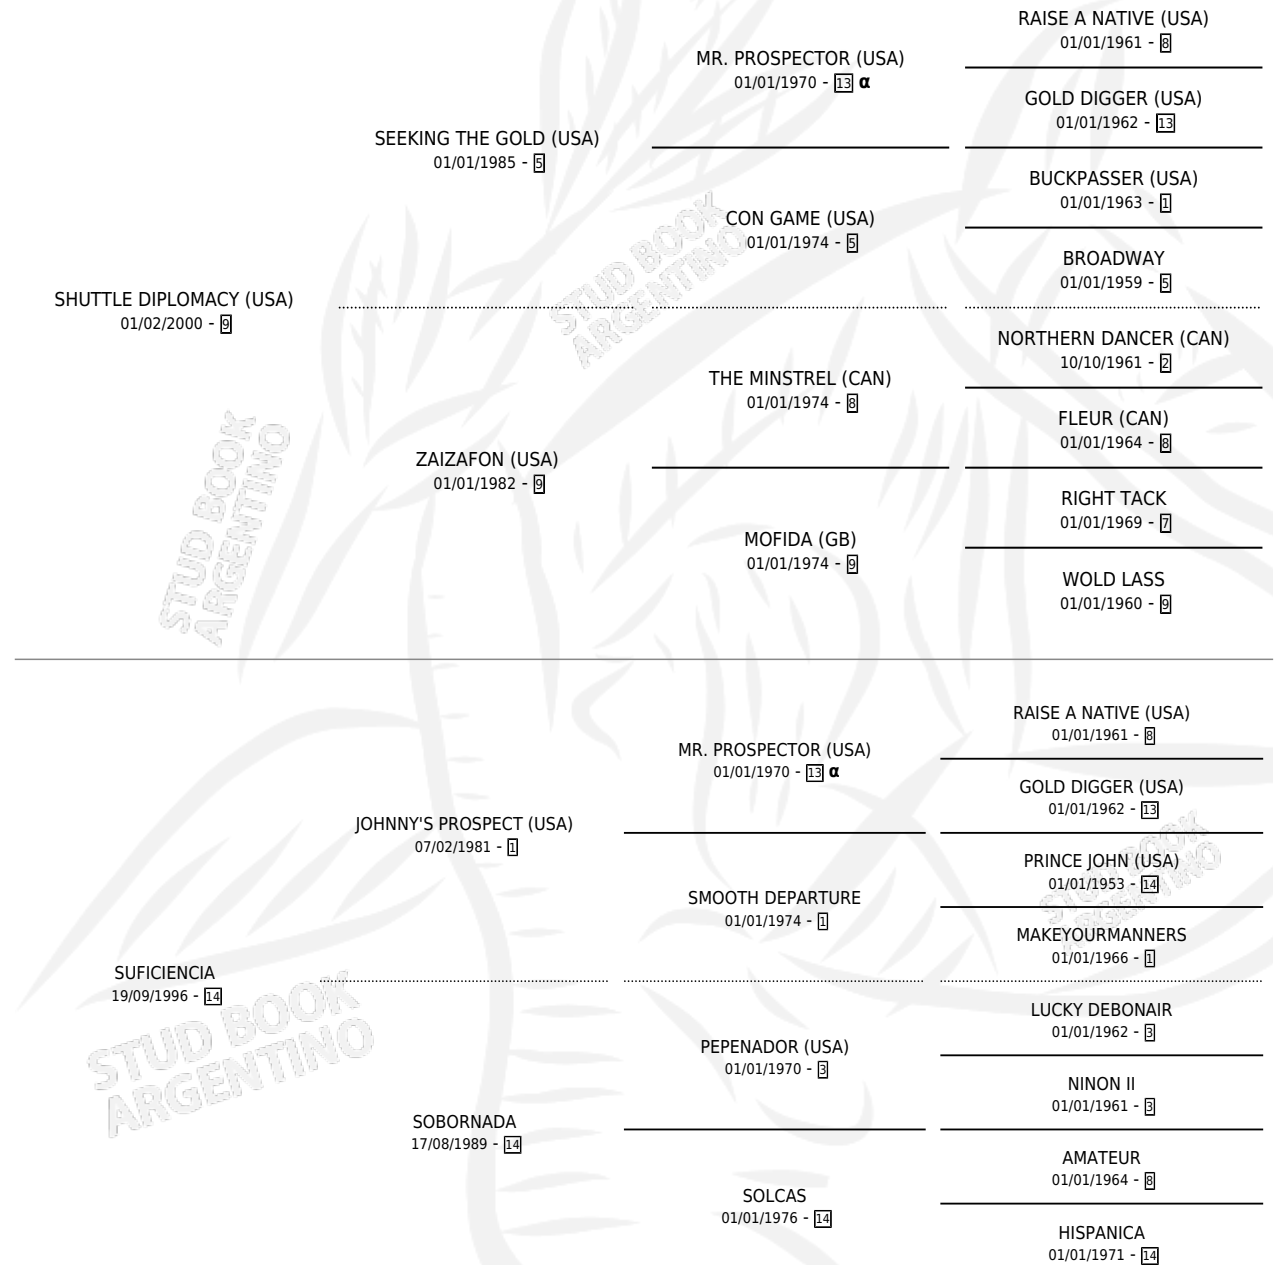 RAISE A NATIVE (USA)
01/01/1961 - 8
MR. PROSPECTOR (USA)
01/01/1970 - 13 α
GOLD DIGGER (USA)
01/01/1962 - 13
SEEKING THE GOLD (USA)
01/01/1985 - 5
BUCKPASSER (USA)
01/01/1963 - 1
CON GAME (USA)
01/01/1974 - 5
BROADWAY
01/01/1959 - 5
SHUTTLE DIPLOMACY (USA)
01/02/2000 - 9
NORTHERN DANCER (CAN)
10/10/1961 - 2
THE MINSTREL (CAN)
01/01/1974 - 8
FLEUR (CAN)
01/01/1964 - 8
ZAIZAFON (USA)
01/01/1982 - 9
RIGHT TACK
01/01/1969 - 7
MOFIDA (GB)
01/01/1974 - 9
WOLD LASS
01/01/1960 - 9
RAISE A NATIVE (USA)
01/01/1961 - 8
MR. PROSPECTOR (USA)
01/01/1970 - 13 α
GOLD DIGGER (USA)
01/01/1962 - 13
JOHNNY'S PROSPECT (USA)
07/02/1981 - 1
PRINCE JOHN (USA)
01/01/1953 - 14
SMOOTH DEPARTURE
01/01/1974 - 1
MAKEYOURMANNERS
01/01/1966 - 1
SUFICIENCIA
19/09/1996 - 14
LUCKY DEBONAIR
01/01/1962 - 3
PEPENADOR (USA)
01/01/1970 - 3
NINON II
01/01/1961 - 3
SOBORNADA
17/08/1989 - 14
AMATEUR
01/01/1964 - 8
SOLCAS
01/01/1976 - 14
HISPANICA
01/01/1971 - 14
STUD BOOK
ARGENTINO
STUD BOOK
ARGENTINO
STUD BOOK
ARGENTINO
STUD BOOK
ARGENTINO